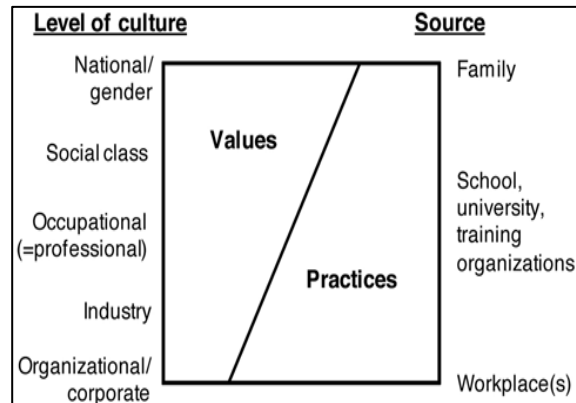 Level of culture
Source
National/
gender
Family
Values
Social class
School,
university,
training
organizations
Occupational
(=professional)
Practices
Industry
Organizational/
corporate
Workplace(s)